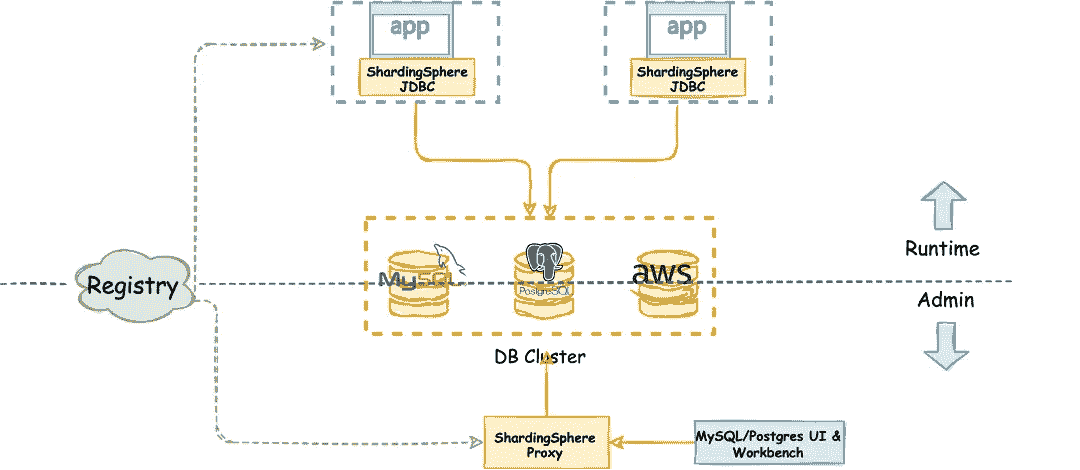 app
app
ShardingSphere
JDBC
ShardingSphere
JDBC
Runtime
MySQL
PostgreSQL
aws
Registry
Admin
DB Cluster
ShardingSphere
Proxy
MySQL/Postgres UI &
Workbench